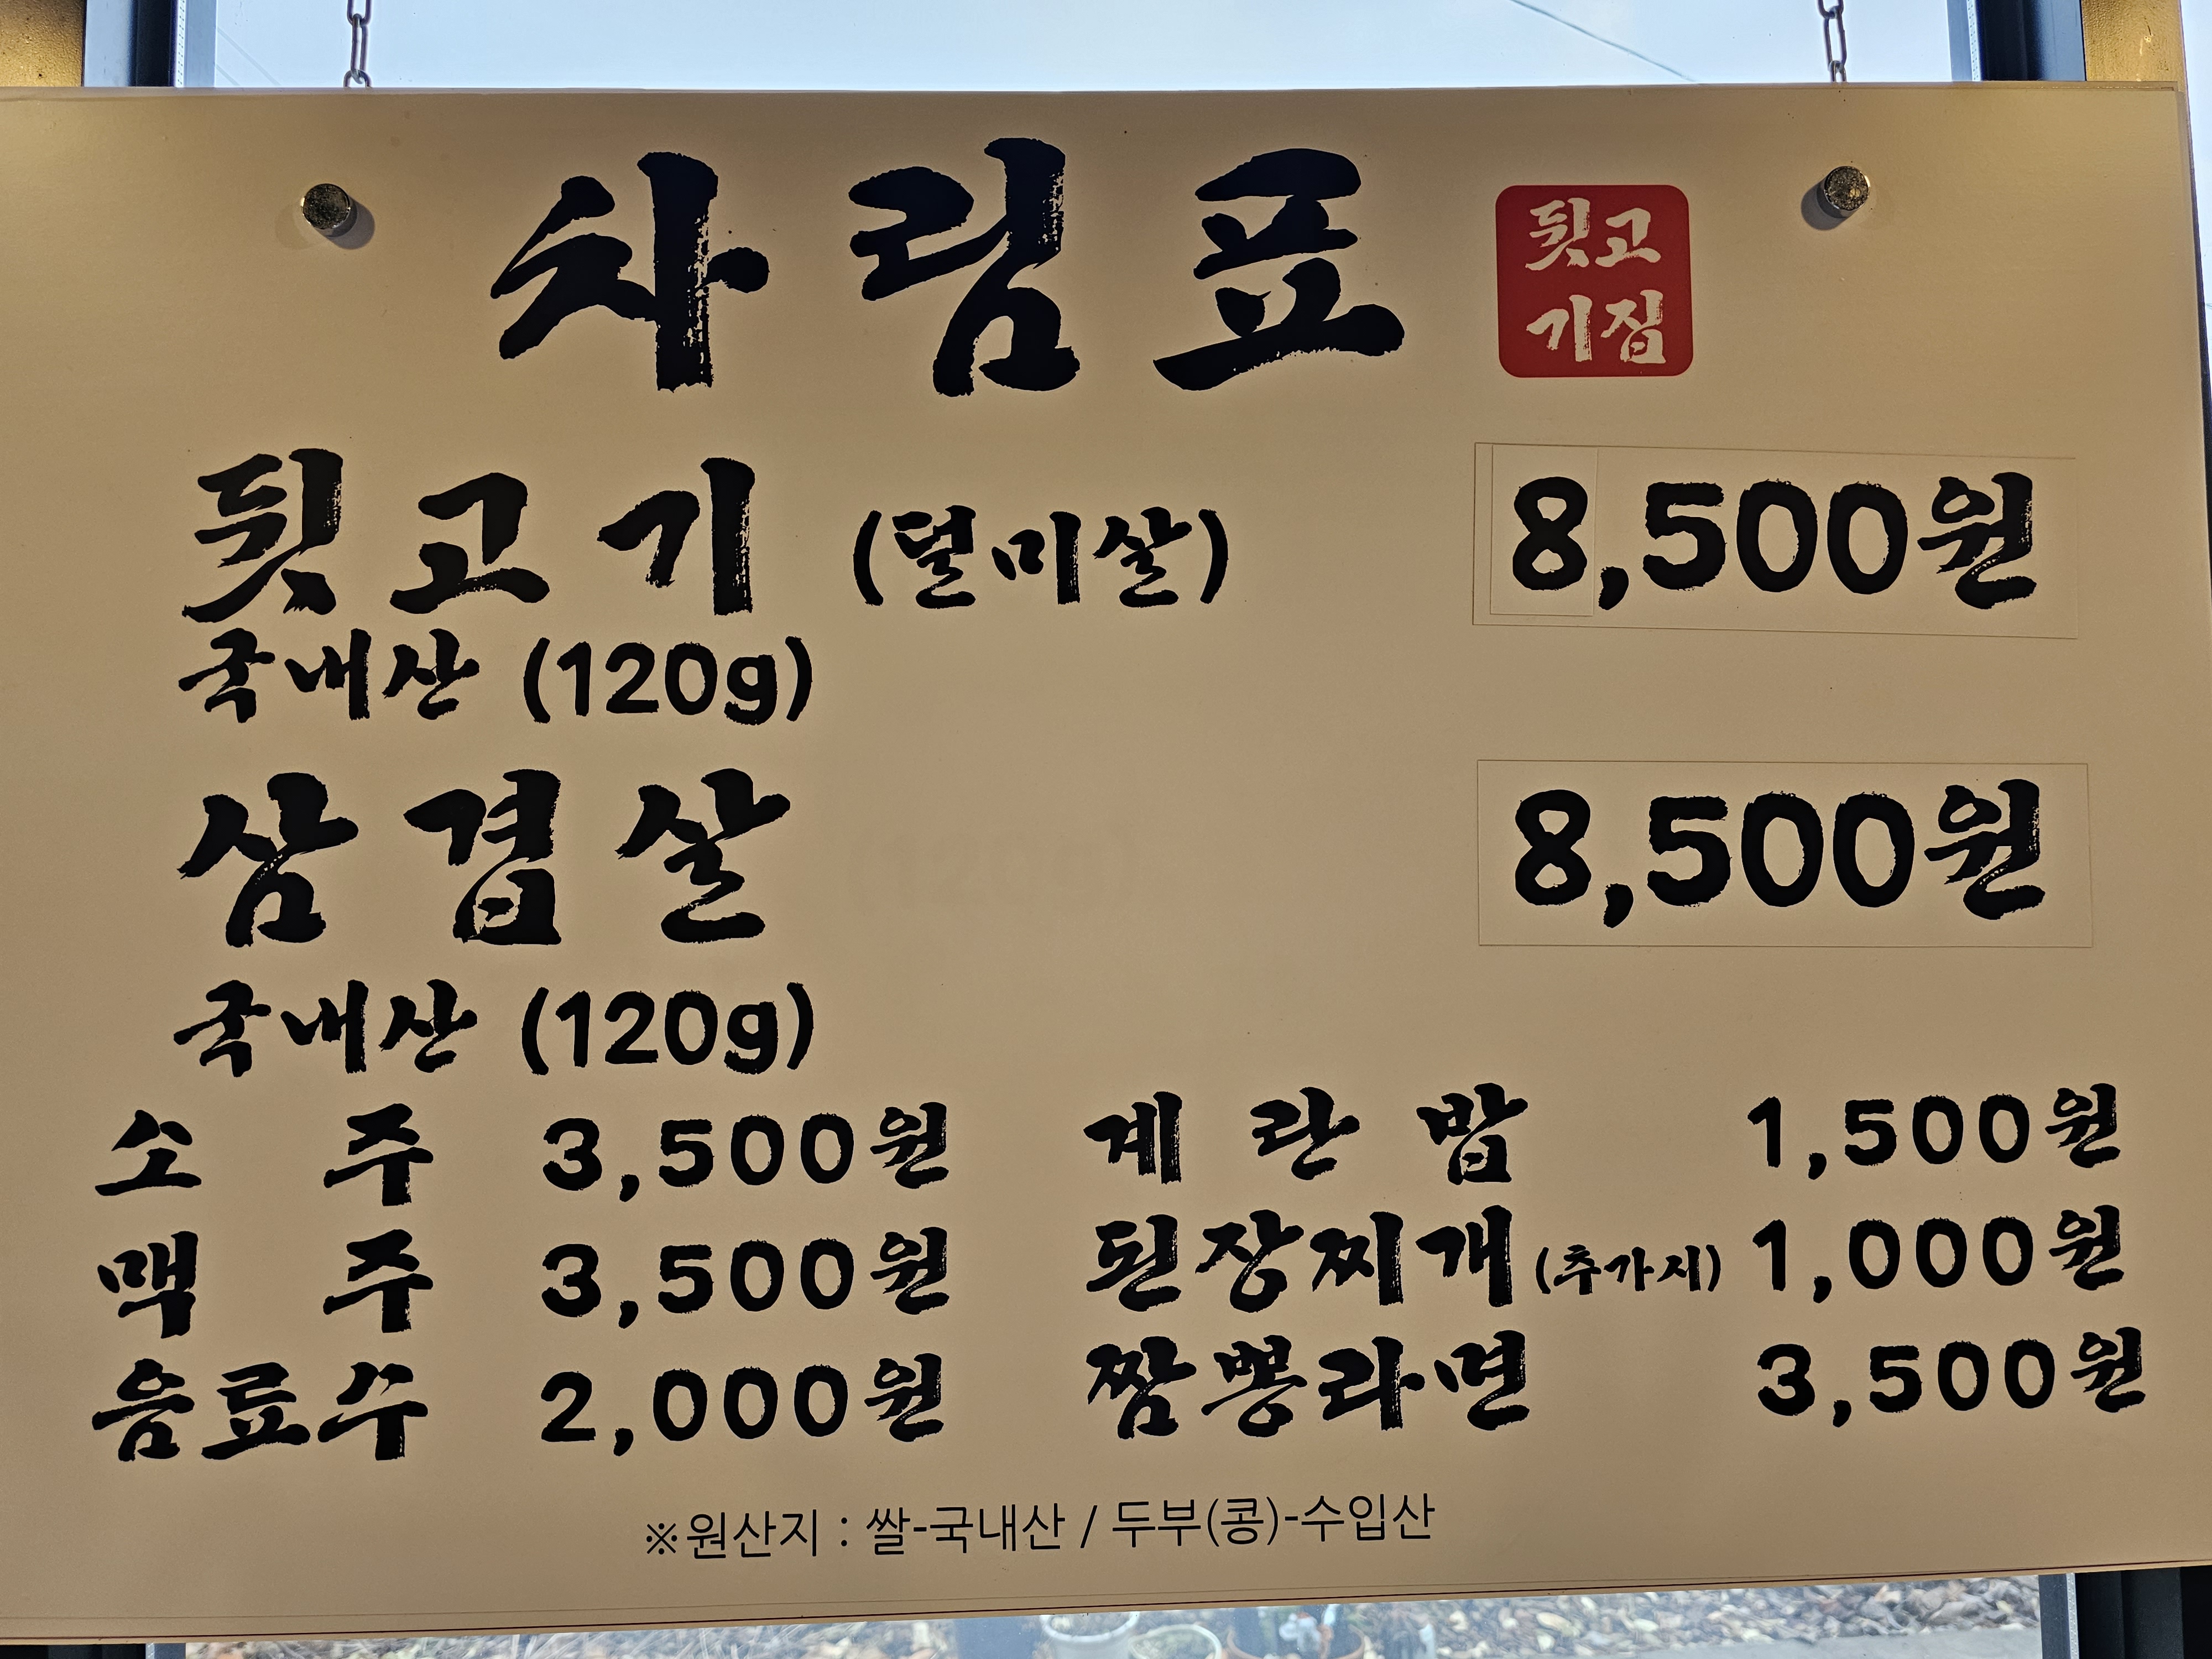 차림표
뒷고
기집
뒷고기 (덜미살) 8,500원
국내산 (120g)
삼겹살 8,500원
국내산 (120g)
소주 3,500원 계란밥 1,500원
맥주 3,500원 된장찌개(추가시) 1,000원
음료수 2,000원 짬뽕라면 3,500원
※원산지 : 쌀-국내산 / 두부(콩)-수입산